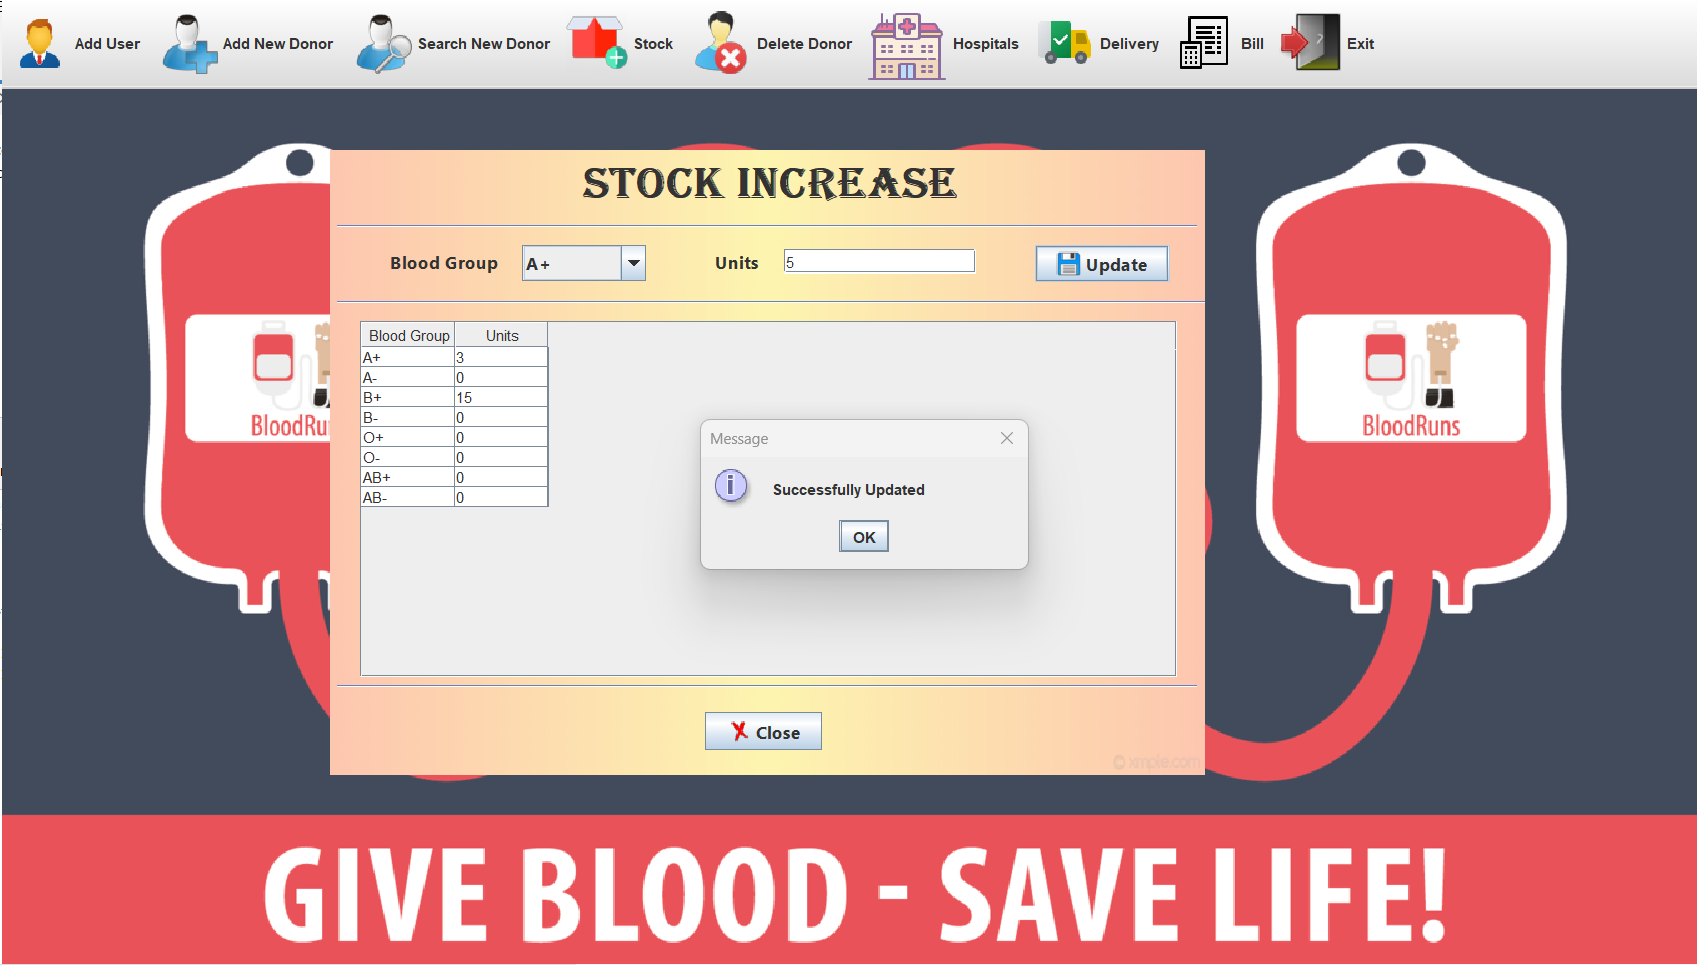 Add User
Add New Donor
Search New Donor
Stock
Delete Donor
Hospitals
Delivery
Bill
Exit
STOCK INCREASE
Blood Group
A+
Units
5
Update
Blood Group Units
A+ 3
A- 0
B+ 15
B- 0
O+ 0
O- 0
AB+ 0
AB- 0
Message
Successfully Updated
OK
Close
© xmple.com
BloodRu
BloodRuns
GIVE BLOOD - SAVE LIFE!